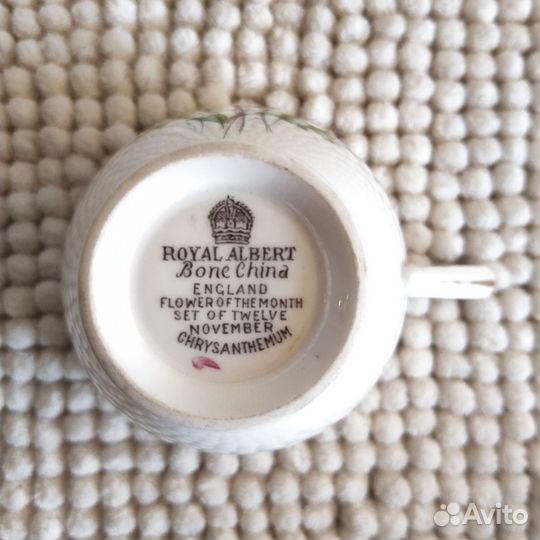 ROYAL ALBERT
Bone China
ENGLAND
FLOWER OF THE MONTH
SET OF TWELVE
NOVEMBER
CHRYSANTHEMUM
Avito